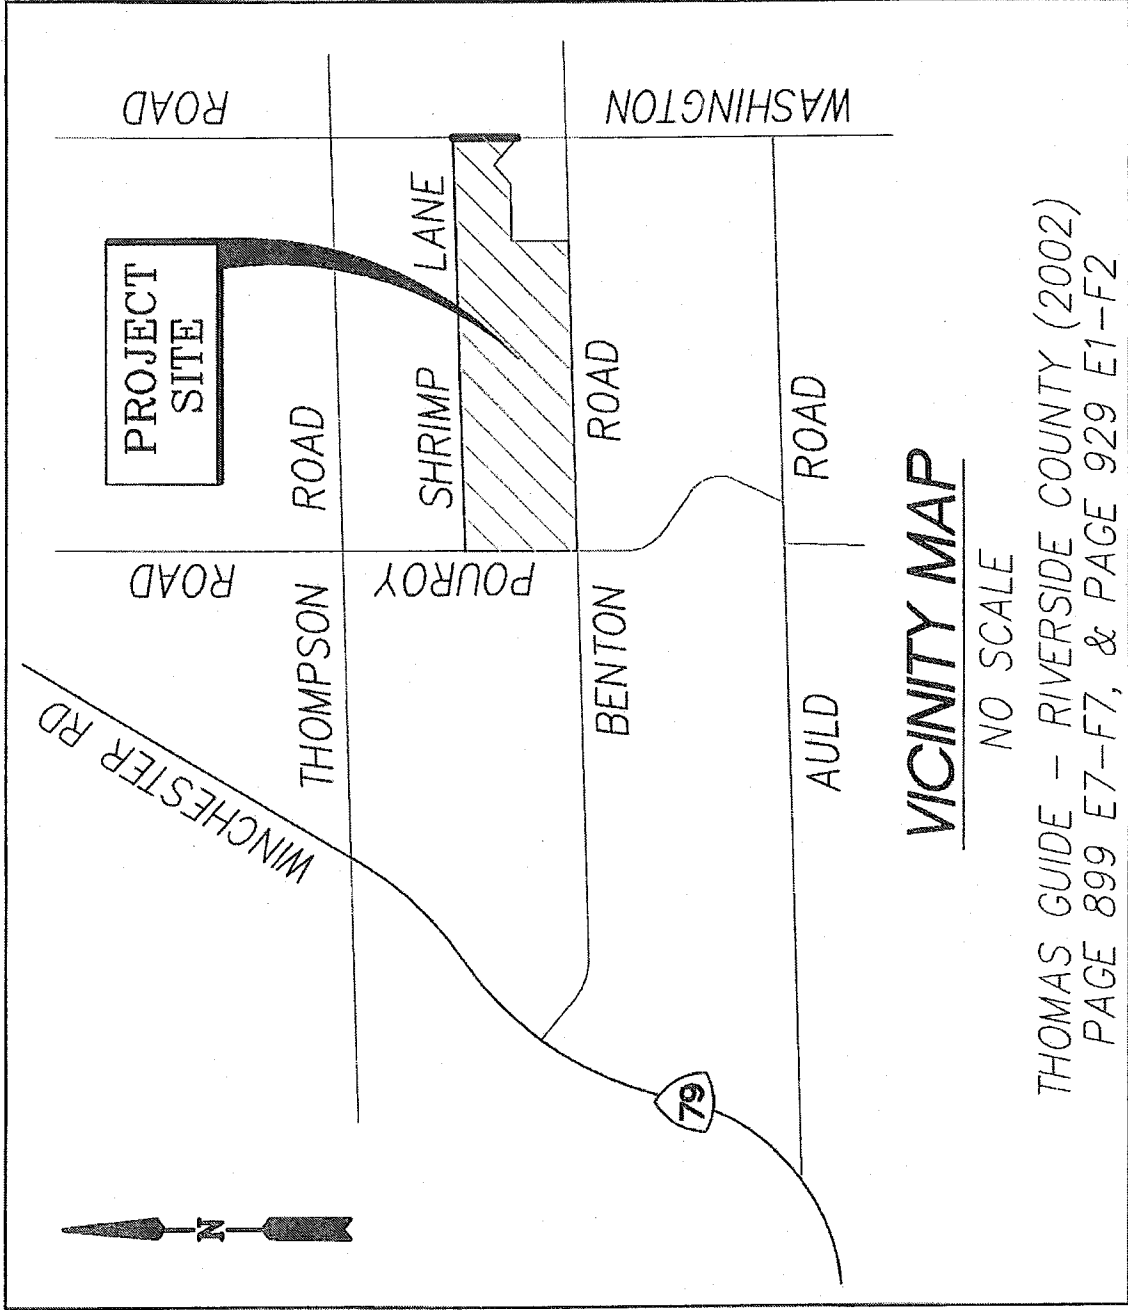 PROJECT
SITE
WINCHESTER RD
79
N
THOMPSON ROAD
SHRIMP LANE
BENTON ROAD
AULD ROAD
POUROY ROAD
WASHINGTON ROAD
VICINITY MAP
NO SCALE
THOMAS GUIDE – RIVERSIDE COUNTY (2002)
PAGE 899 E7–F7, & PAGE 929 E1–F2